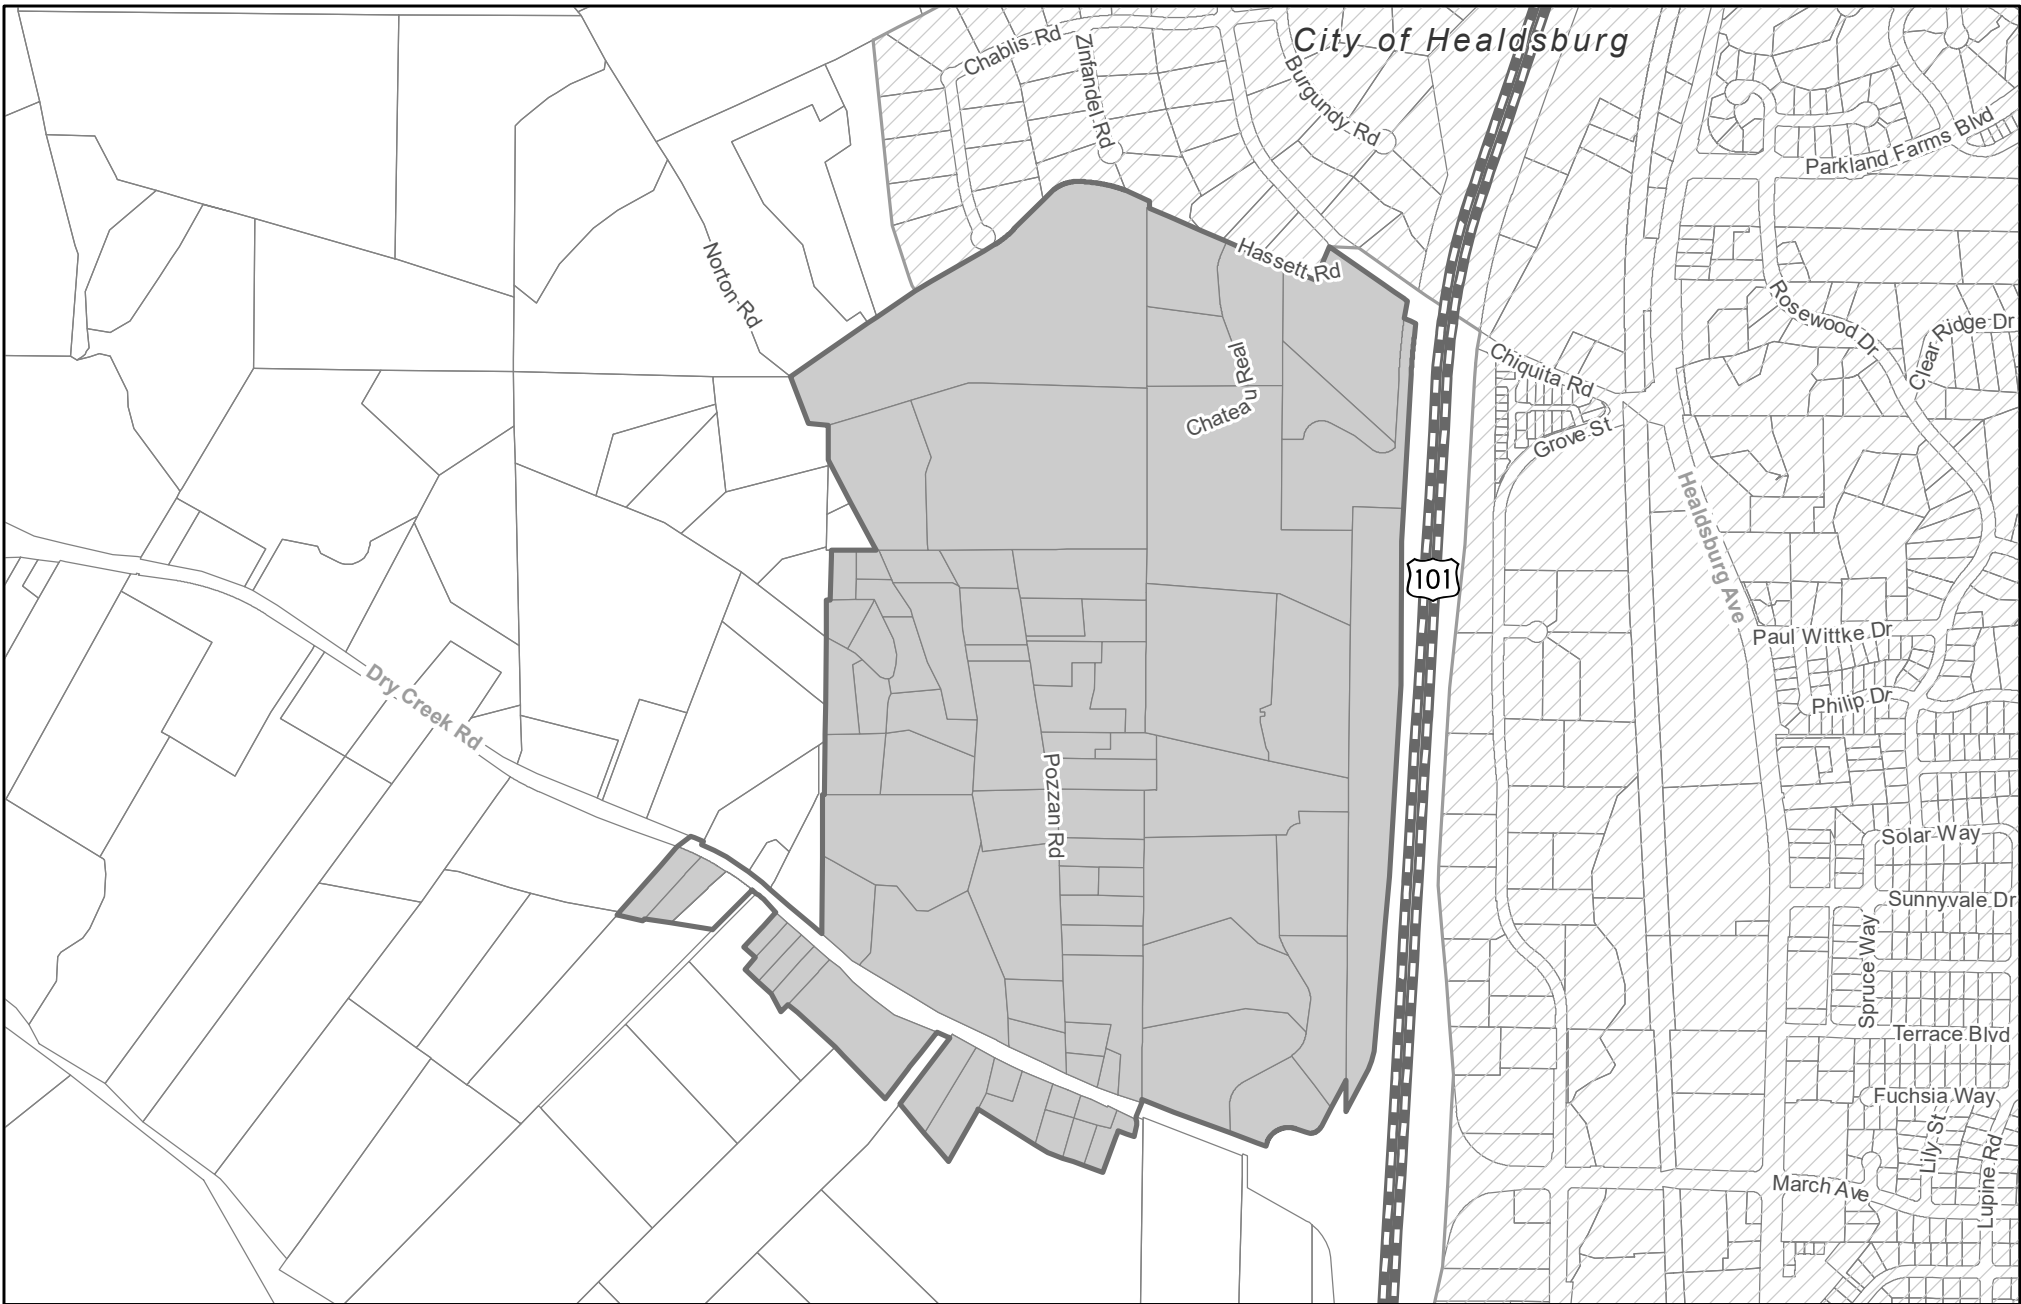 City of Healdsburg
Chablis Rd
Zinfandel Rd
Burgundy Rd
Parkland Farms Blvd
Norton Rd
Hassett Rd
Rosewood Dr
Clear Ridge Dr
Chiquita Rd
Chatea
u Real
Grove St
Healdsburg Ave
101
Paul Wittke Dr
Philip Dr
Dry Creek Rd
Pozzan Rd
Solar Way
Sunnyvale Dr
Spruce Way
Terrace Blvd
Fuchsia Way
Lily St
Lupine Rd
March Ave